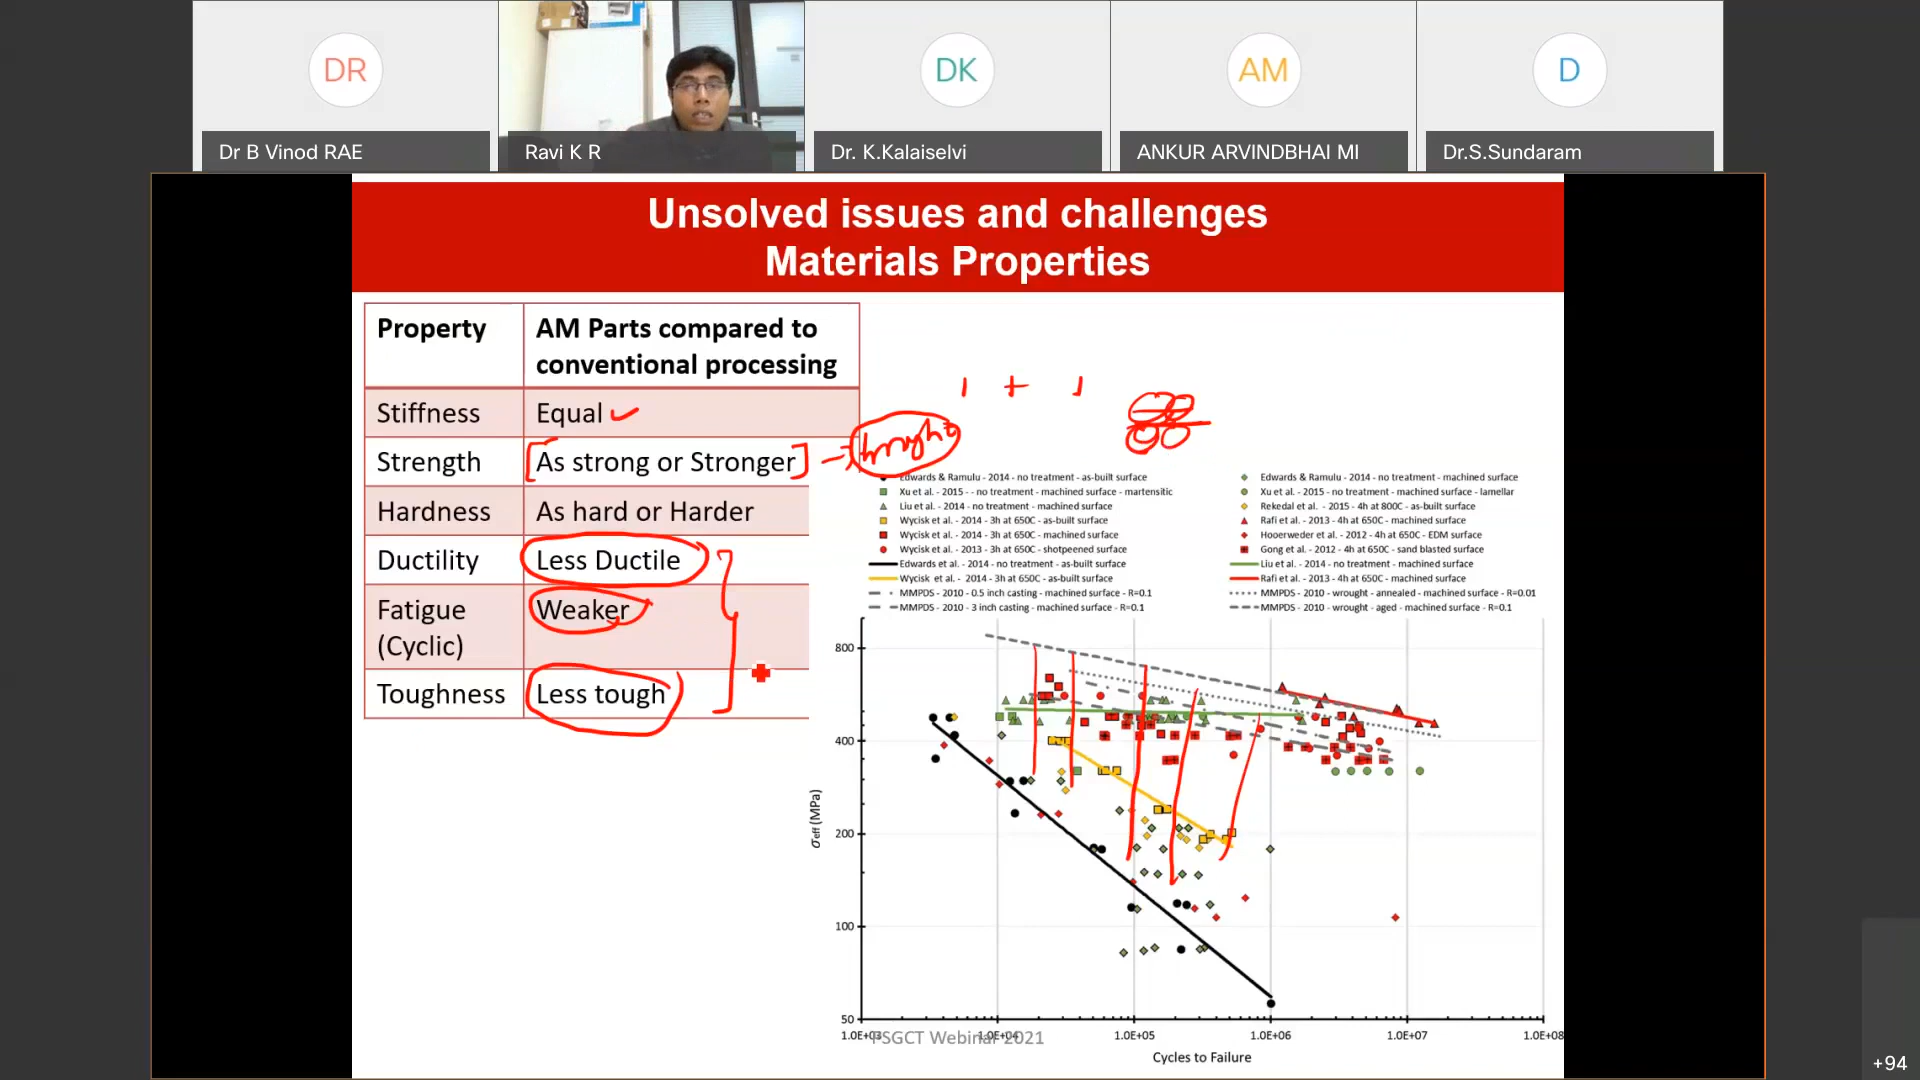 DR
DK
AM
D
Dr B Vinod RAE
Ravi K R
Dr. K.Kalaiselvi
ANKUR ARVINDBHAI MI
Dr.S.Sundaram
Unsolved issues and challenges
Materials Properties
Property
AM Parts compared to
conventional processing
Stiffness
Equal
Strength
As strong or Stronger
Hardness
As hard or Harder
Ductility
Less Ductile
Fatigue
(Cyclic)
Weaker
Toughness
Less tough
1 + 1
Edwards & Ramulu - 2014 - no treatment - as-built surface
Xu et al. - 2015 - - no treatment - machined surface - martensitic
Liu et al. - 2014 - no treatment - machined surface
Wycisk et al. - 2014 - 3h at 650C - as-built surface
Wycisk et al. - 2014 - 3h at 650C - machined surface
Wycisk et al. - 2013 - 3h at 650C - shotpeened surface
Edwards et al. - 2014 - no treatment - as-built surface
Wycisk et al. - 2014 - 3h at 650C - as-built surface
MMPDS - 2010 - 0.5 inch casting - machined surface - R=0.1
MMPDS - 2010 - 3 inch casting - machined surface - R=0.1
Edwards & Ramulu - 2014 - no treatment - machined surface
Xu et al. - 2015 - no treatment - machined surface - lamellar
Rekedal et al. - 2015 - 4h at 800C - as-built surface
Rafi et al. - 2013 - 4h at 650C - machined surface
Hooerweder et al. - 2012 - 4h at 650C - EDM surface
Gong et al. - 2012 - 4h at 650C - sand blasted surface
Liu et al. - 2014 - no treatment - machined surface
Rafi et al. - 2013 - 4h at 650C - machined surface
MMPDS - 2010 - wrought - annealed - machined surface - R=0.01
MMPDS - 2010 - wrought - aged - machined surface - R=0.1
800
400
200
100
50
σeff (MPa)
1.0E+03
1.0E+04
1.0E+05
1.0E+06
1.0E+07
1.0E+08
PSGCT Webinar 2021
Cycles to Failure
+94